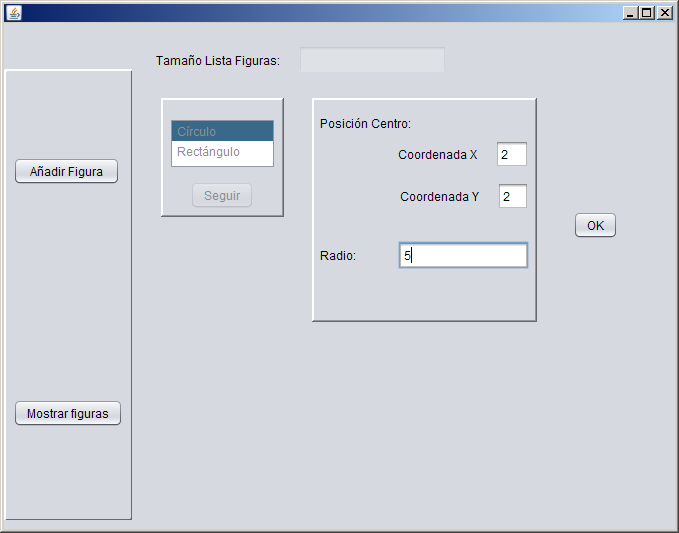 Tamaño Lista Figuras:
Círculo
Rectángulo
Seguir
Posición Centro:
Coordenada X 2
Coordenada Y 2
Radio: 5
OK
Añadir Figura
Mostrar figuras